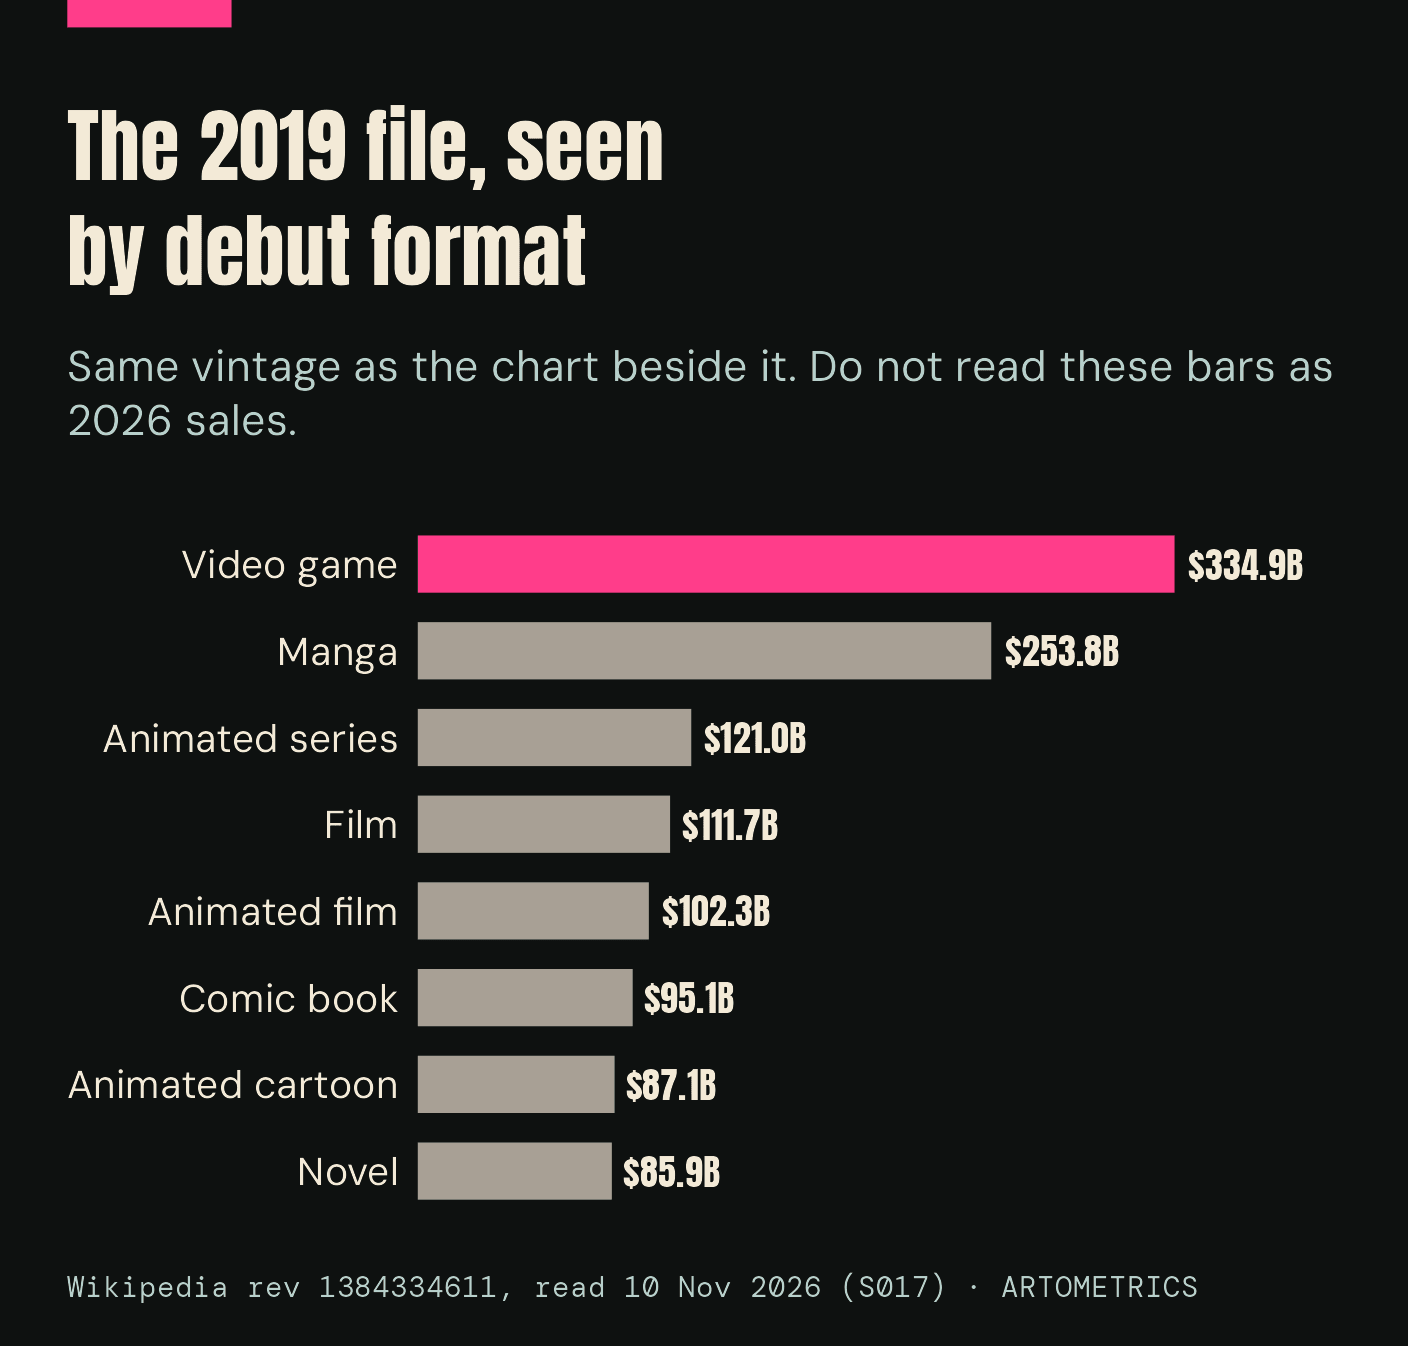 The 2019 file, seen
by debut format
Same vintage as the chart beside it. Do not read these bars as
2026 sales.
Video game $334.9B
Manga $253.8B
Animated series $121.0B
Film $111.7B
Animated film $102.3B
Comic book $95.1B
Animated cartoon $87.1B
Novel $85.9B
Wikipedia rev 1384334611, read 10 Nov 2026 (S017) · ARTOMETRICS